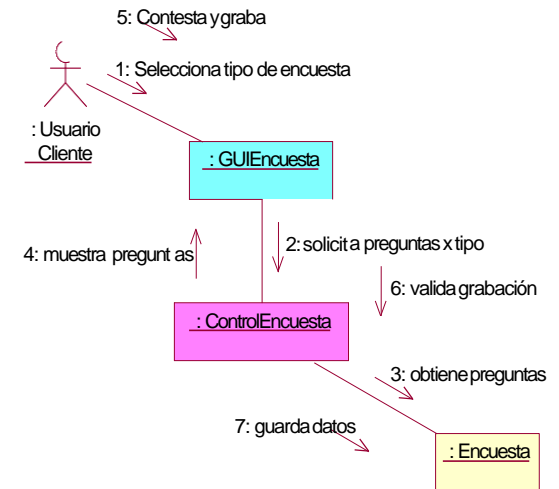 5: Contesta y graba
1: Selecciona tipo de encuesta
: Usuario
Cliente
: GUIEncuesta
4: muestra pregunt as
2: solicit a preguntas x tipo
6: valida grabación
: ControlEncuesta
3: obtiene preguntas
7: guarda datos
: Encuesta